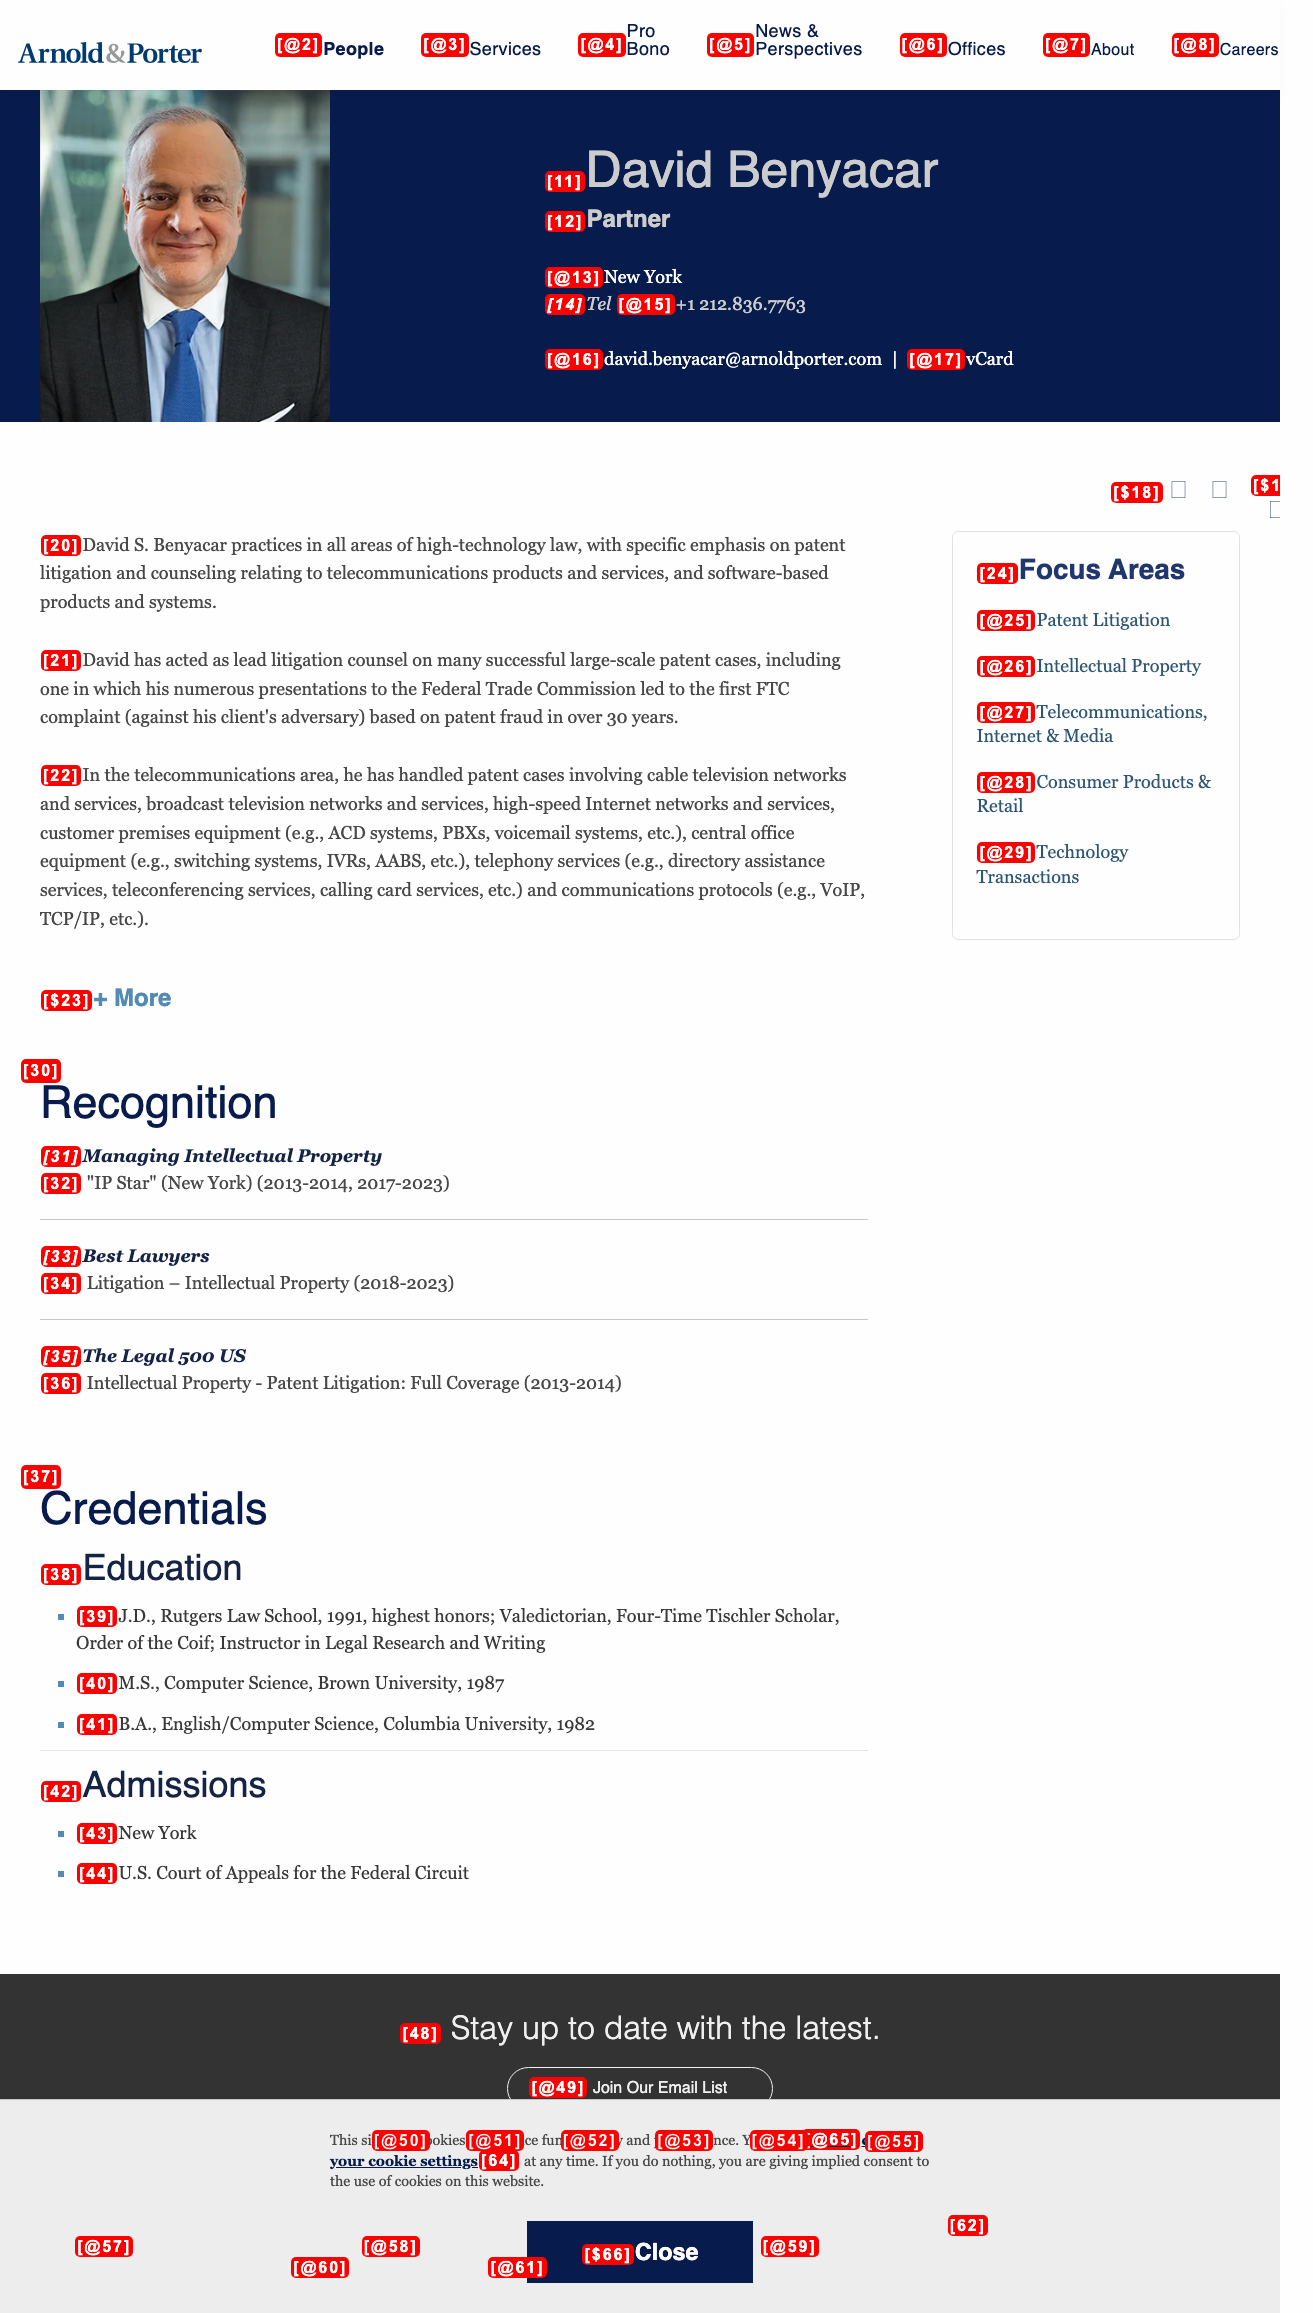 Arnold&Porter
[@2]People
[@3]Services
[@4]Pro Bono
[@5]News & Perspectives
[@6]Offices
[@7]About
[@8]Careers
[11]David Benyacar
[12]Partner
[@13]New York
[14]Tel [@15]+1 212.836.7763
[@16]david.benyacar@arnoldporter.com | [@17]vCard
[$18]
[$1
[20]David S. Benyacar practices in all areas of high-technology law, with specific emphasis on patent
litigation and counseling relating to telecommunications products and services, and software-based
products and systems.
[21]David has acted as lead litigation counsel on many successful large-scale patent cases, including
one in which his numerous presentations to the Federal Trade Commission led to the first FTC
complaint (against his client's adversary) based on patent fraud in over 30 years.
[22]In the telecommunications area, he has handled patent cases involving cable television networks
and services, broadcast television networks and services, high-speed Internet networks and services,
customer premises equipment (e.g., ACD systems, PBXs, voicemail systems, etc.), central office
equipment (e.g., switching systems, IVRs, AABS, etc.), telephony services (e.g., directory assistance
services, teleconferencing services, calling card services, etc.) and communications protocols (e.g., VoIP,
TCP/IP, etc.).
[$23]+ More
[24]Focus Areas
[@25]Patent Litigation
[@26]Intellectual Property
[@27]Telecommunications,
Internet & Media
[@28]Consumer Products &
Retail
[@29]Technology
Transactions
[30]
Recognition
[31]Managing Intellectual Property
[32] "IP Star" (New York) (2013-2014, 2017-2023)
[33]Best Lawyers
[34] Litigation – Intellectual Property (2018-2023)
[35]The Legal 500 US
[36] Intellectual Property - Patent Litigation: Full Coverage (2013-2014)
[37]
Credentials
[38]Education
[39]J.D., Rutgers Law School, 1991, highest honors; Valedictorian, Four-Time Tischler Scholar,
Order of the Coif; Instructor in Legal Research and Writing
[40]M.S., Computer Science, Brown University, 1987
[41]B.A., English/Computer Science, Columbia University, 1982
[42]Admissions
[43]New York
[44]U.S. Court of Appeals for the Federal Circuit
[48] Stay up to date with the latest.
[@49] Join Our Email List
This si[@50]ookies[@51]ce fun[@52]y and [@53]nce. Y[@54][@65][@55]
your cookie settings[64] at any time. If you do nothing, you are giving implied consent to
the use of cookies on this website.
[62]
[@57] [@58] [@59]
[@60] [@61] [$66]Close